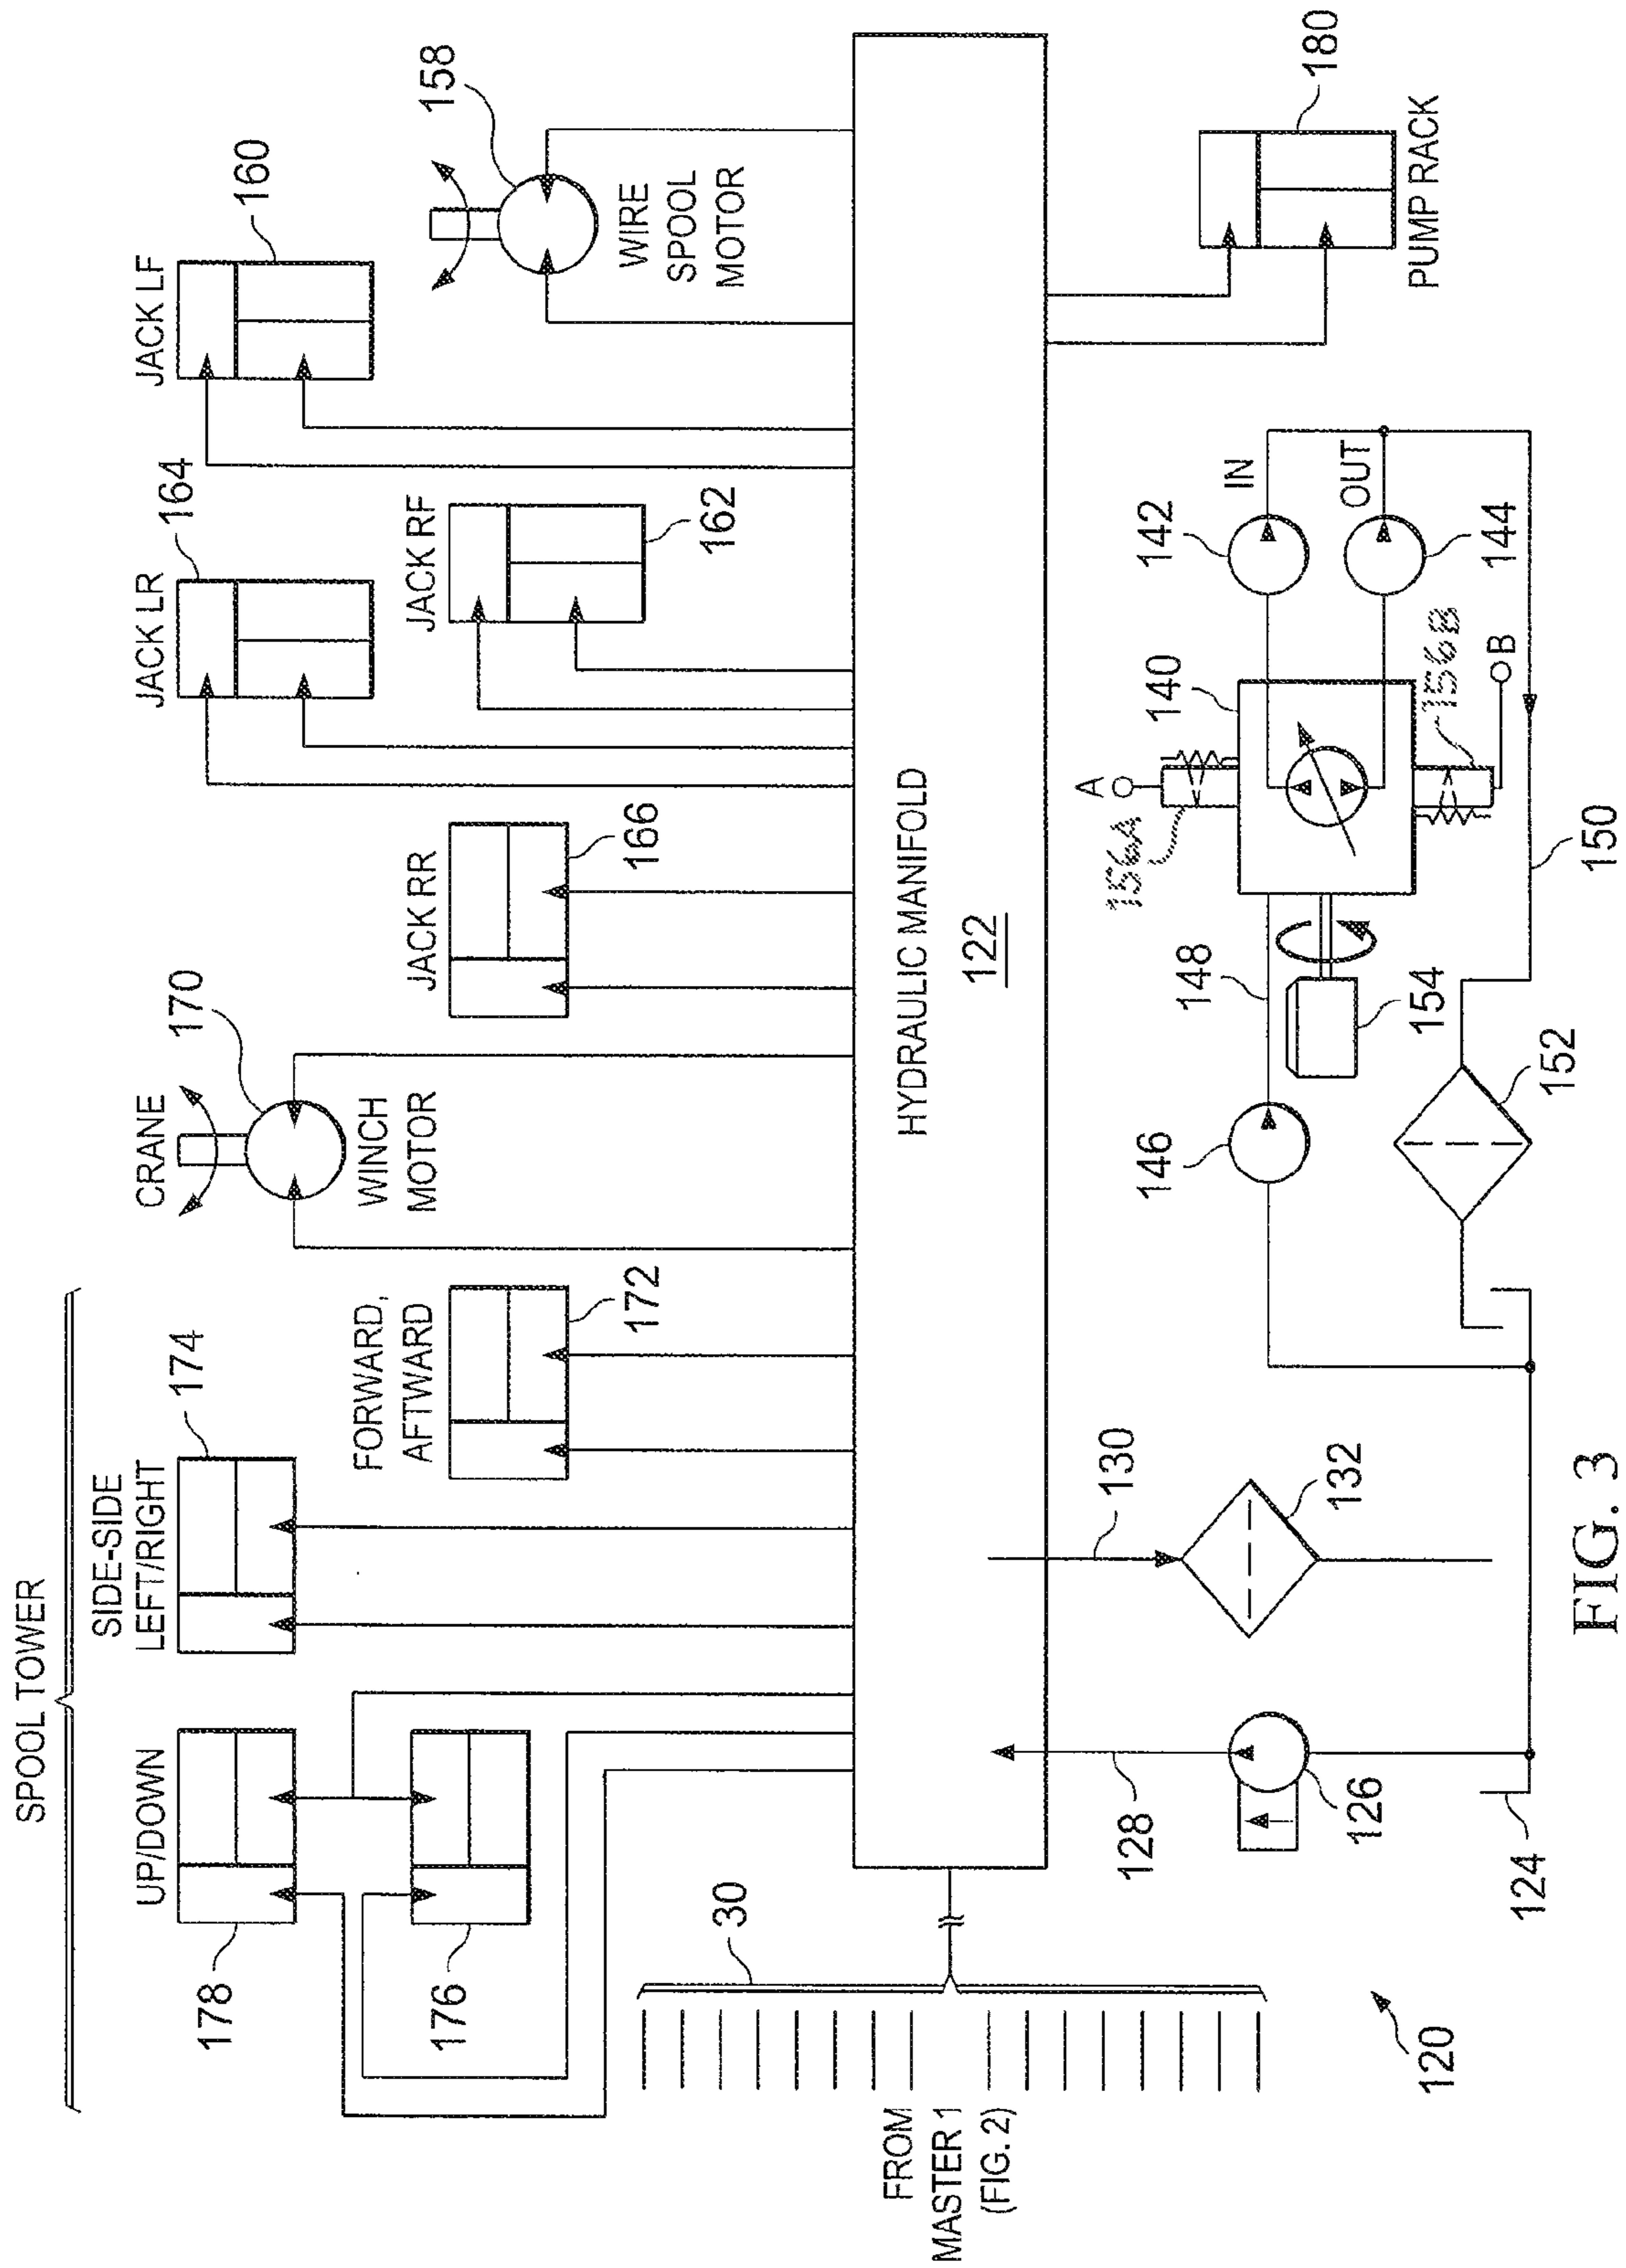 SPOOL TOWER
UP/DOWN
178
176
SIDE-SIDE
LEFT/RIGHT
174
FORWARD,
AFTWARD
172
CRANE
170
WINCH
MOTOR
JACK RR
166
JACK LR
164
JACK RF
162
JACK LF
160
158
WIRE
SPOOL
MOTOR
HYDRAULIC MANIFOLD
122
30
FROM
MASTER 1
(FIG. 2)
120
128
126
124
130
132
146
148
154
152
150
A
156A
140
156B
B
142
IN
OUT
144
180
PUMP RACK
FIG. 3